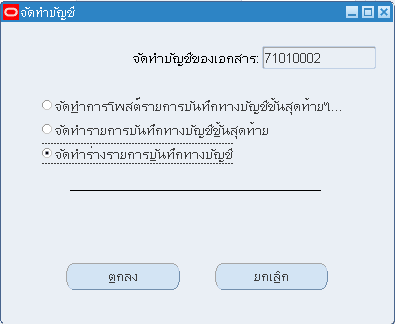 จัดทำบัญชี
จัดทำบัญชีของเอกสาร: 71010002
จัดทำการโพสต์รายการบันทึกทางบัญชีขั้นสุดท้ายฯ...
จัดทำรายการบันทึกทางบัญชีขั้นสุดท้าย
จัดทำร่างรายการบันทึกทางบัญชี
ตกลง ยกเลิก